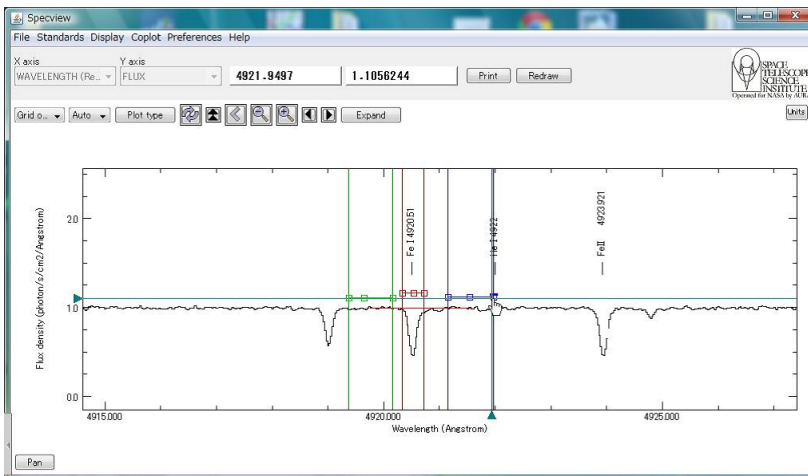 Specview
File Standards Display Coplot Preferences Help
X axis
Y axis
WAVELENGTH (Re...
FLUX
4921.9497
1.1056244
Print
Redraw
SPACE
TELESCOPE
SCIENCE
INSTITUTE
Operated for NASA by AURA
Grid o...
Auto
Plot type
Expand
Units
Flux density (photon/s/cm2/Angstrom)
2.0
1.0
0.0
Fe I 4920.51
He I 4922
FeII 4923.921
4915.000
4920.000
4925.000
Wavelength (Angstrom)
Pan